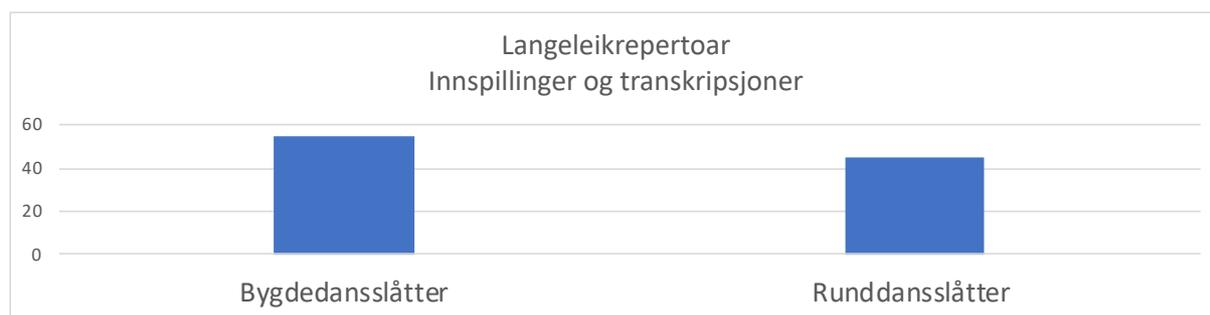 Langeleikrepertoar
Innspillinger og transkripsjoner
60
40
20
0
Bygdedansslåtter
Runddansslåtter